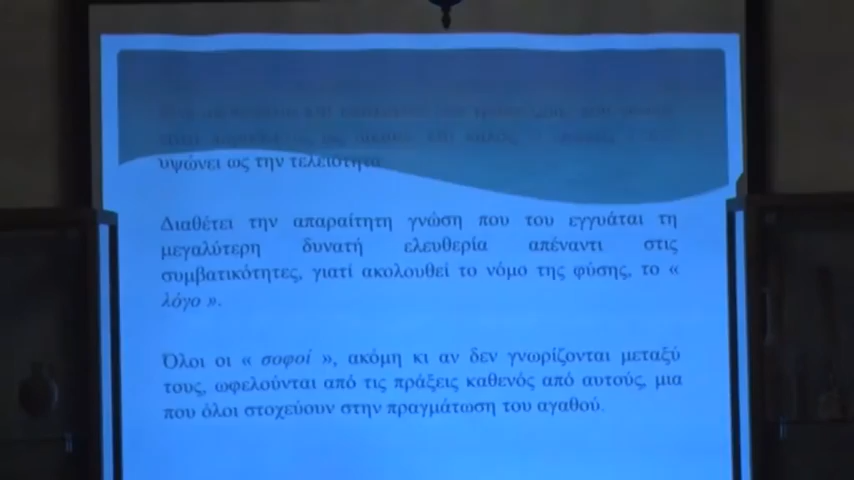 υψώνει ως την τελειότητα
Διαθέτει την απαραίτητη γνώση που του εγγυάται τη
μεγαλύτερη δυνατή ελευθερία απέναντι στις
συμβατικότητες, γιατί ακολουθεί το νόμο της φύσης, το «
λόγο ».
Όλοι οι « σοφοί », ακόμη κι αν δεν γνωρίζονται μεταξύ
τους, ωφελούνται από τις πράξεις καθενός από αυτούς, μια
που όλοι στοχεύουν στην πραγμάτωση του αγαθού.